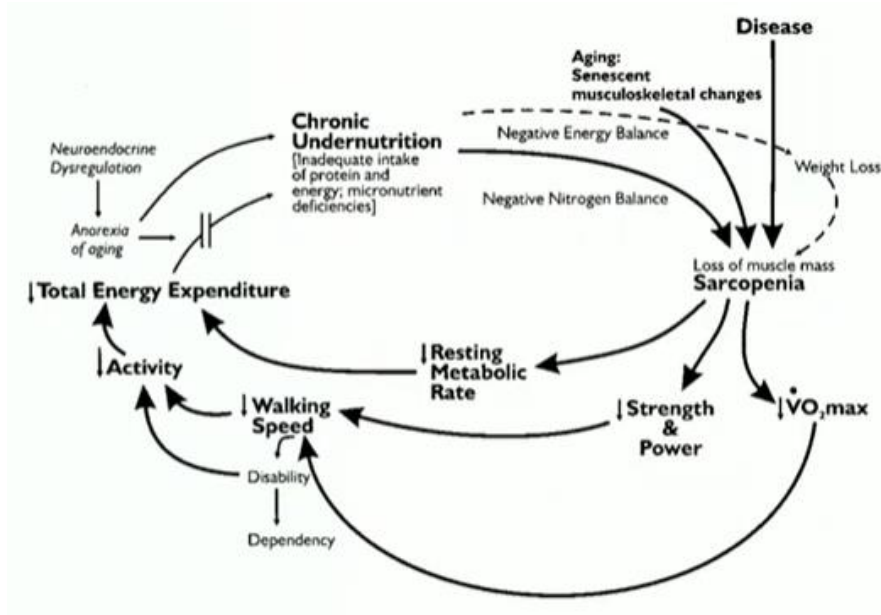 Disease
Aging:
Senescent
musculoskeletal changes
Chronic
Undernutrition
[Inadequate intake
of protein and
energy; micronutrient
deficiencies]
Neuroendocrine
Dysregulation
Negative Energy Balance
Weight Loss
Negative Nitrogen Balance
Anorexia
of aging
Loss of muscle mass
Sarcopenia
↓Total Energy Expenditure
↓Resting
Metabolic
Rate
↓Activity
↓Walking
Speed
↓Strength
&
Power
↓V̇O₂max
Disability
Dependency